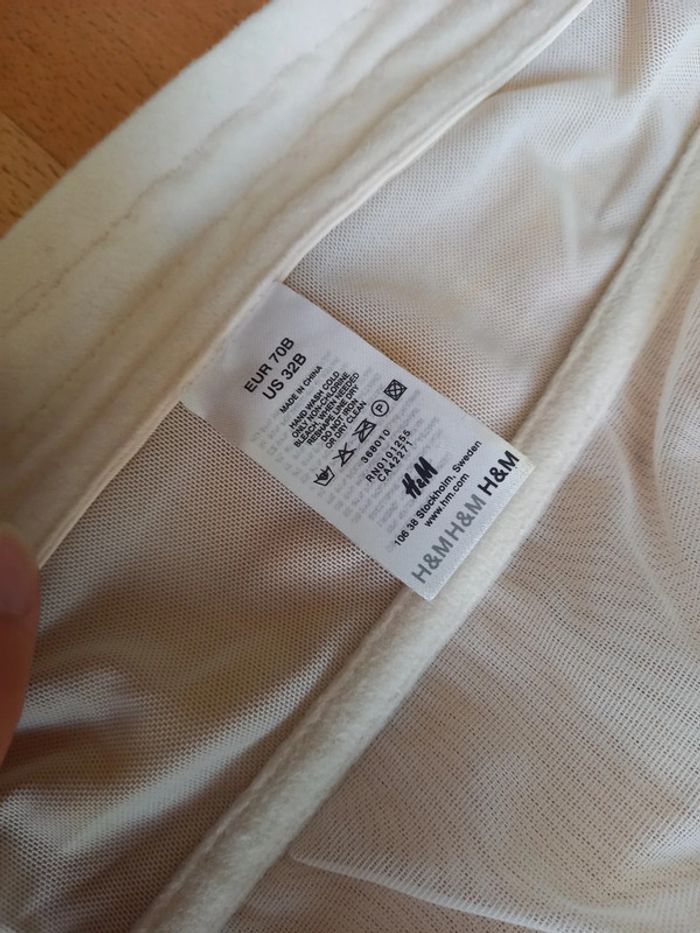 EUR 70B
US 32B
MADE IN CHINA
HAND WASH COLD
ONLY NON-CHLORINE
BLEACH, WHEN NEEDED
RESHAPE LINE DRY
DO NOT IRON
OR DRY CLEAN
P
368010
RN0101255
CA42271
H&M
106 38 Stockholm, Sweden
www.hm.com
H&M H&M H&M